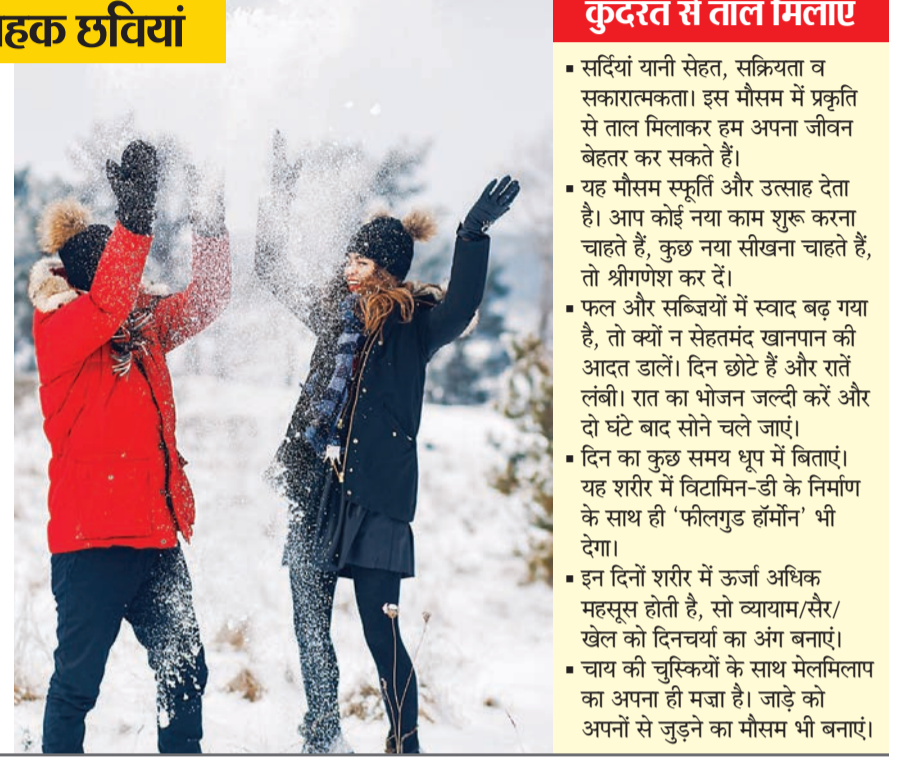 छवियां
कुदरत से ताल मिलाएं
▪ सर्दियां यानी सेहत, सक्रियता व
सकारात्मकता। इस मौसम में प्रकृति
से ताल मिलाकर हम अपना जीवन
बेहतर कर सकते हैं।
▪ यह मौसम स्फूर्ति और उत्साह देता
है। आप कोई नया काम शुरू करना
चाहते हैं, कुछ नया सीखना चाहते हैं,
तो श्रीगणेश कर दें।
▪ फल और सब्ज़ियों में स्वाद बढ़ गया
है, तो क्यों न सेहतमंद खानपान की
आदत डालें। दिन छोटे हैं और रातें
लंबी। रात का भोजन जल्दी करें और
दो घंटे बाद सोने चले जाएं।
▪ दिन का कुछ समय धूप में बिताएं।
यह शरीर में विटामिन-डी के निर्माण
के साथ ही ‘फीलगुड हॉर्मोन’ भी
देगा।
▪ इन दिनों शरीर में ऊर्जा अधिक
महसूस होती है, सो व्यायाम/सैर/
खेल को दिनचर्या का अंग बनाएं।
▪ चाय की चुस्कियों के साथ मेलमिलाप
का अपना ही मज़ा है। जाड़े को
अपनों से जुड़ने का मौसम भी बनाएं।